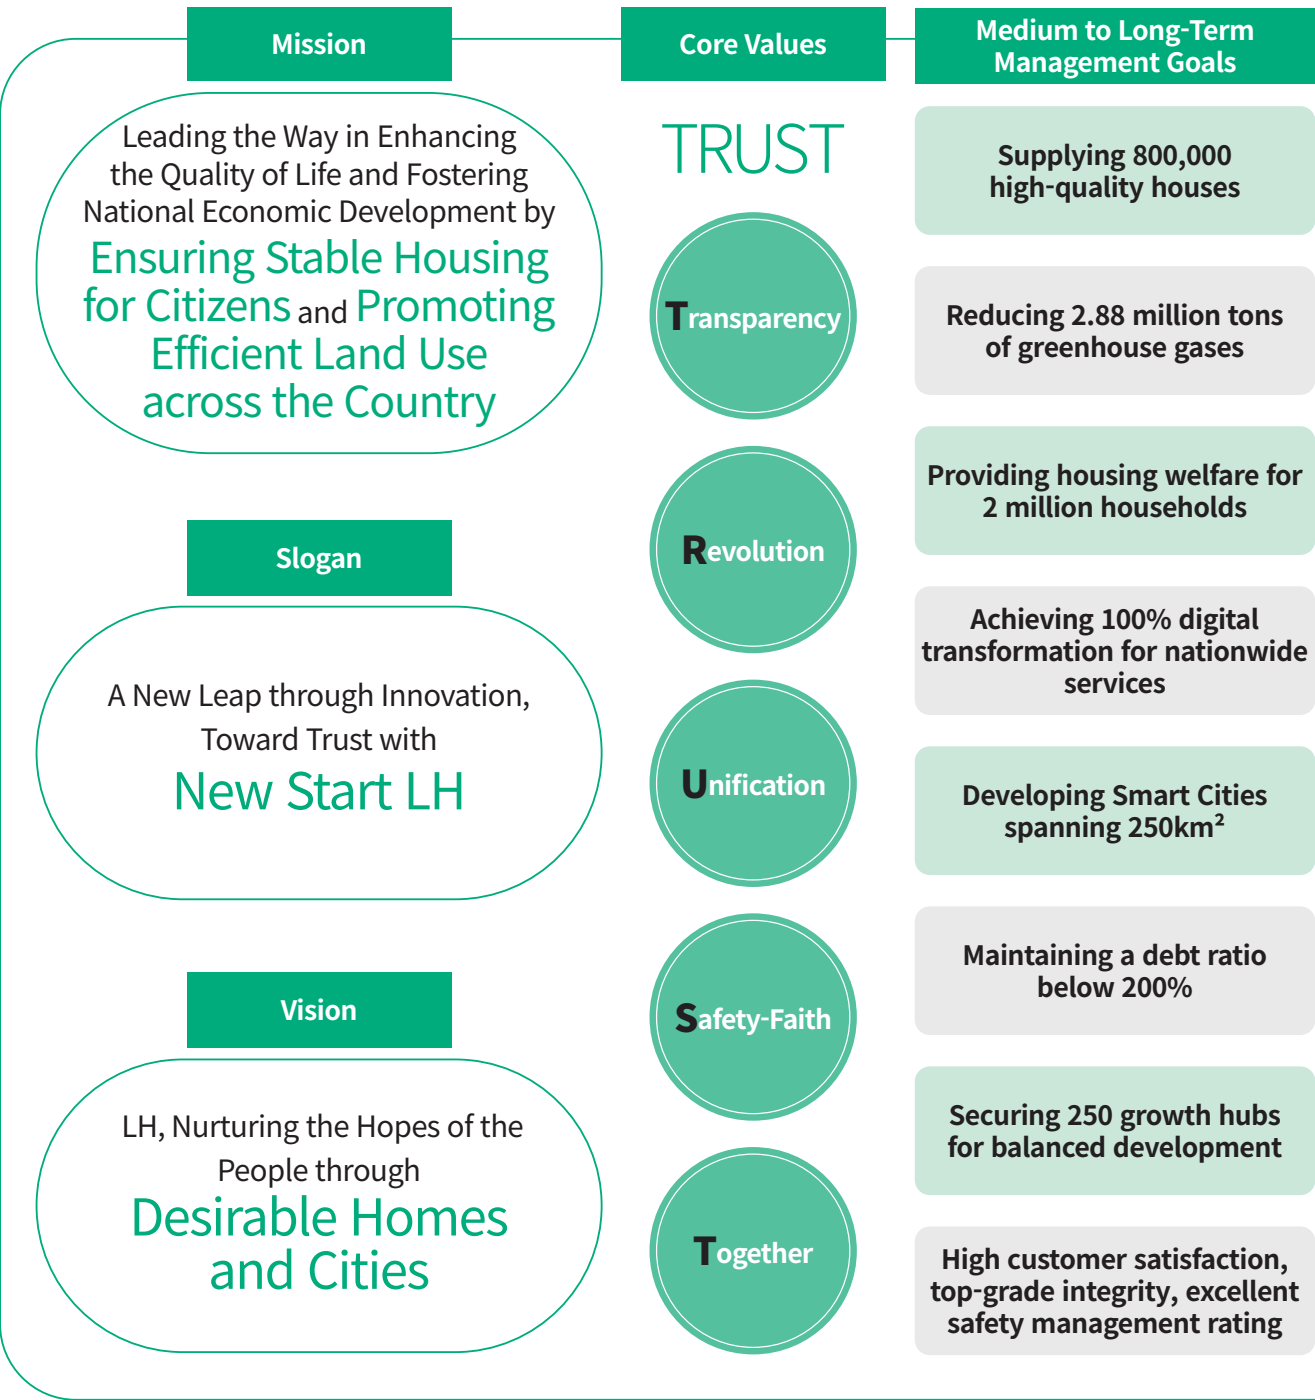 Mission
Leading the Way in Enhancing
the Quality of Life and Fostering
National Economic Development by
Ensuring Stable Housing
for Citizens and Promoting
Efficient Land Use
across the Country
Slogan
A New Leap through Innovation,
Toward Trust with
New Start LH
Vision
LH, Nurturing the Hopes of the
People through
Desirable Homes
and Cities
Core Values
TRUST
Transparency
Revolution
Unification
Safety-Faith
Together
Medium to Long-Term
Management Goals
Supplying 800,000
high-quality houses
Reducing 2.88 million tons
of greenhouse gases
Providing housing welfare for
2 million households
Achieving 100% digital
transformation for nationwide
services
Developing Smart Cities
spanning 250km²
Maintaining a debt ratio
below 200%
Securing 250 growth hubs
for balanced development
High customer satisfaction,
top-grade integrity, excellent
safety management rating